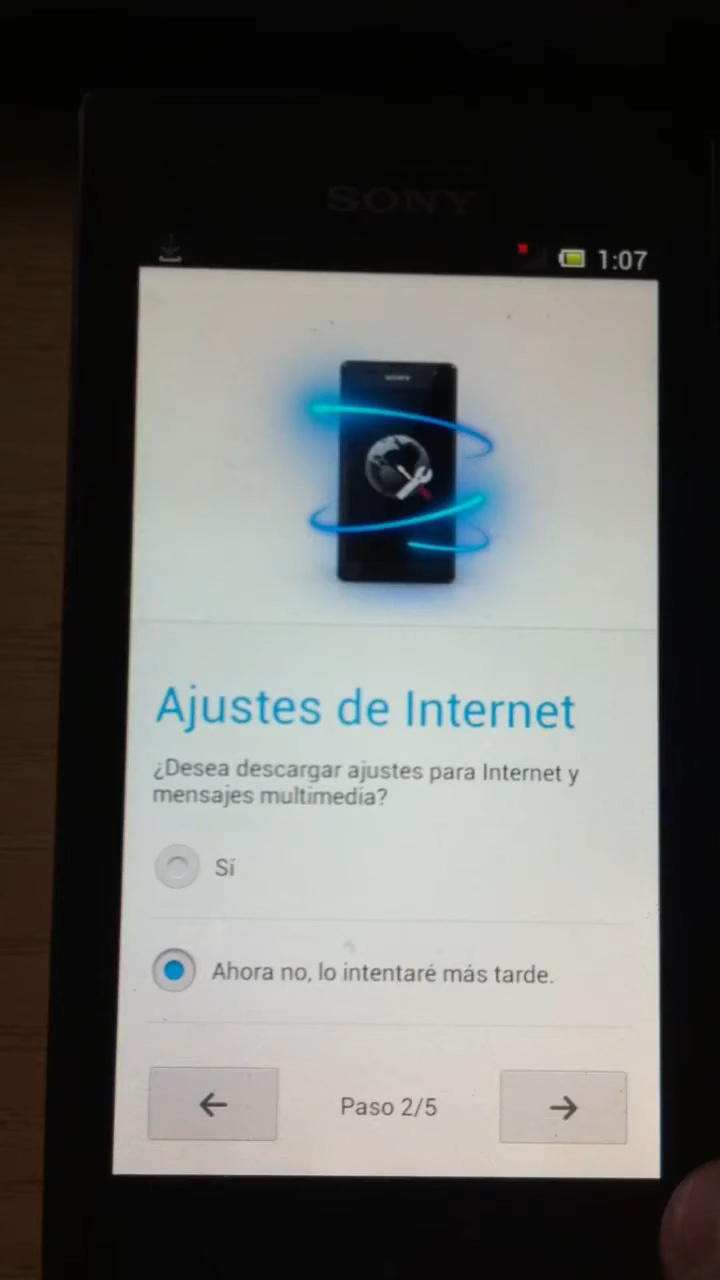 SONY
1:07
SONY
Ajustes de Internet
¿Desea descargar ajustes para Internet y
mensajes multimedia?
Sí
Ahora no, lo intentaré más tarde.
Paso 2/5